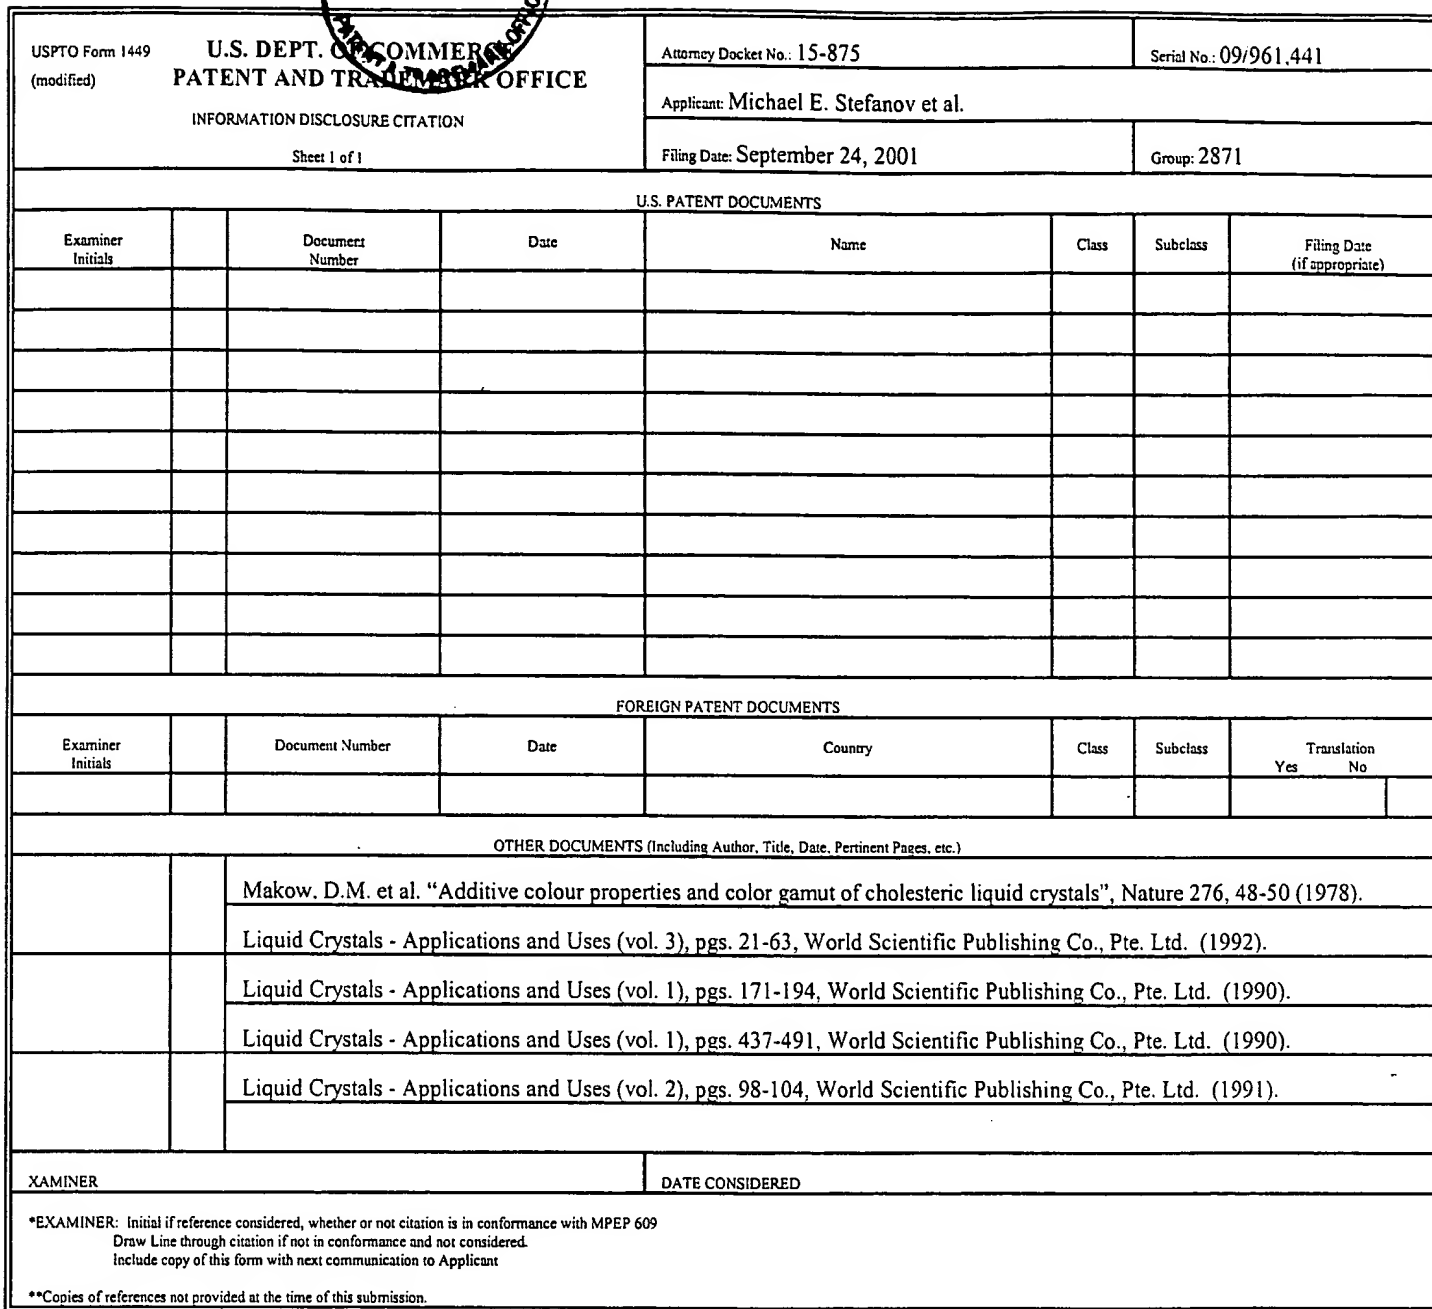 USPTO Form 1449
(modified)
U.S. DEPT. OF COMMERCE
PATENT AND TRADEMARK OFFICE
INFORMATION DISCLOSURE CITATION
Sheet 1 of 1
PATENT & TRADEMARK OFFICE
Attorney Docket No.: 15-875
Serial No.: 09/961,441
Applicant: Michael E. Stefanov et al.
Filing Date: September 24, 2001
Group: 2871
U.S. PATENT DOCUMENTS
Examiner Initials
Document Number
Date
Name
Class
Subclass
Filing Date (if appropriate)
FOREIGN PATENT DOCUMENTS
Examiner Initials
Document Number
Date
Country
Class
Subclass
Translation
Yes No
OTHER DOCUMENTS (Including Author, Title, Date, Pertinent Pages, etc.)
Makow. D.M. et al. “Additive colour properties and color gamut of cholesteric liquid crystals”, Nature 276, 48-50 (1978).
Liquid Crystals - Applications and Uses (vol. 3), pgs. 21-63, World Scientific Publishing Co., Pte. Ltd. (1992).
Liquid Crystals - Applications and Uses (vol. 1), pgs. 171-194, World Scientific Publishing Co., Pte. Ltd. (1990).
Liquid Crystals - Applications and Uses (vol. 1), pgs. 437-491, World Scientific Publishing Co., Pte. Ltd. (1990).
Liquid Crystals - Applications and Uses (vol. 2), pgs. 98-104, World Scientific Publishing Co., Pte. Ltd. (1991).
XAMINER
DATE CONSIDERED
*EXAMINER: Initial if reference considered, whether or not citation is in conformance with MPEP 609
Draw Line through citation if not in conformance and not considered.
Include copy of this form with next communication to Applicant
**Copies of references not provided at the time of this submission.